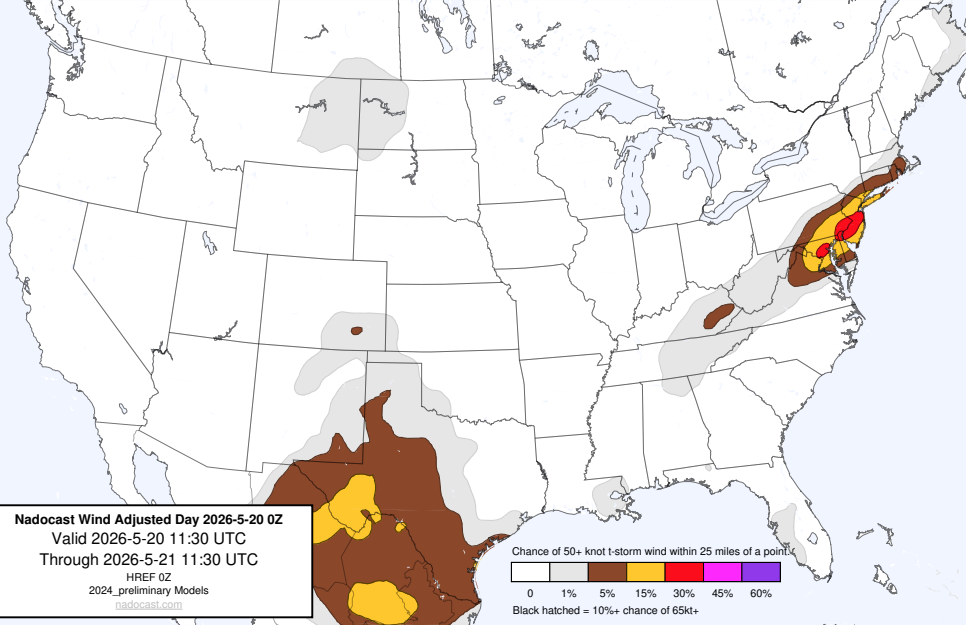 Nadocast Wind Adjusted Day 2026-5-20 0Z
Valid 2026-5-20 11:30 UTC
Through 2026-5-21 11:30 UTC
HREF 0Z
2024_preliminary Models
nadocast.com
Chance of 50+ knot t-storm wind within 25 miles of a point.
0 1% 5% 15% 30% 45% 60%
Black hatched = 10%+ chance of 65kt+